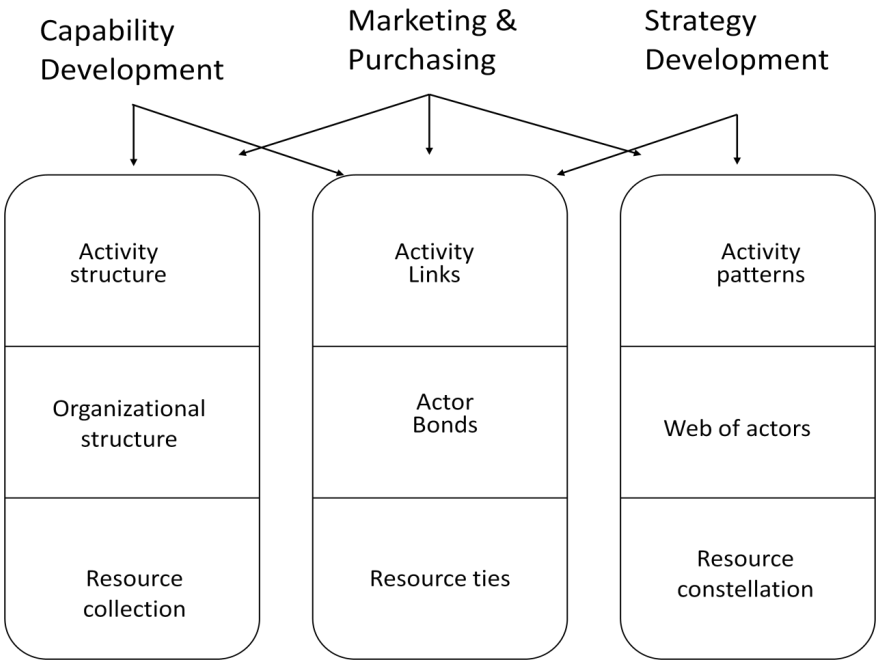 Capability
Development
Marketing &
Purchasing
Strategy
Development
Activity
structure
Activity
Links
Activity
patterns
Organizational
structure
Actor
Bonds
Web of actors
Resource
collection
Resource ties
Resource
constellation